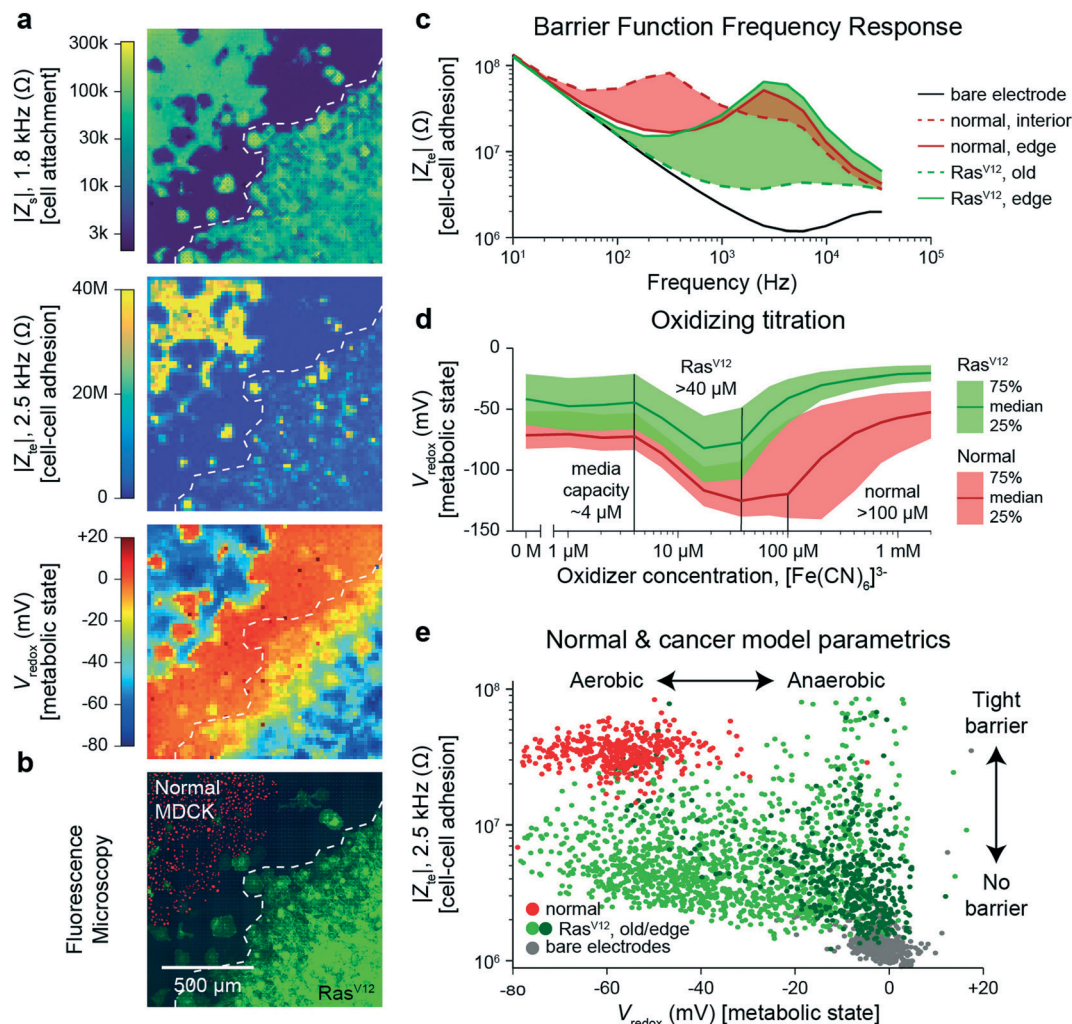 a
300k
100k
30k
10k
3k
|Z_s|, 1.8 kHz (Ω)
[cell attachment]
40M
20M
0
|Z_te|, 2.5 kHz (Ω)
[cell-cell adhesion]
+20
0
-20
-40
-60
-80
V_redox (mV)
[metabolic state]
b
Fluorescence
Microscopy
Normal
MDCK
500 µm
Ras^V12
c
Barrier Function Frequency Response
10^8
10^7
10^6
|Z_te| (Ω)
[cell-cell adhesion]
10^1 10^2 10^3 10^4 10^5
Frequency (Hz)
bare electrode
normal, interior
normal, edge
Ras^V12, old
Ras^V12, edge
d
Oxidizing titration
0
-50
-100
-150
V_redox (mV)
[metabolic state]
Ras^V12
>40 µM
media
capacity
~4 µM
normal
>100 µM
0 M 1 µM 10 µM 100 µM 1 mM
Oxidizer concentration, [Fe(CN)_6]^3-
Ras^V12
75%
median
25%
Normal
75%
median
25%
e
Normal & cancer model parametrics
Aerobic
Anaerobic
10^8
10^7
10^6
|Z_te|, 2.5 kHz (Ω)
[cell-cell adhesion]
Tight
barrier
No
barrier
normal
Ras^V12, old/edge
bare electrodes
-80 -60 -40 -20 0 +20
V_redox (mV) [metabolic state]